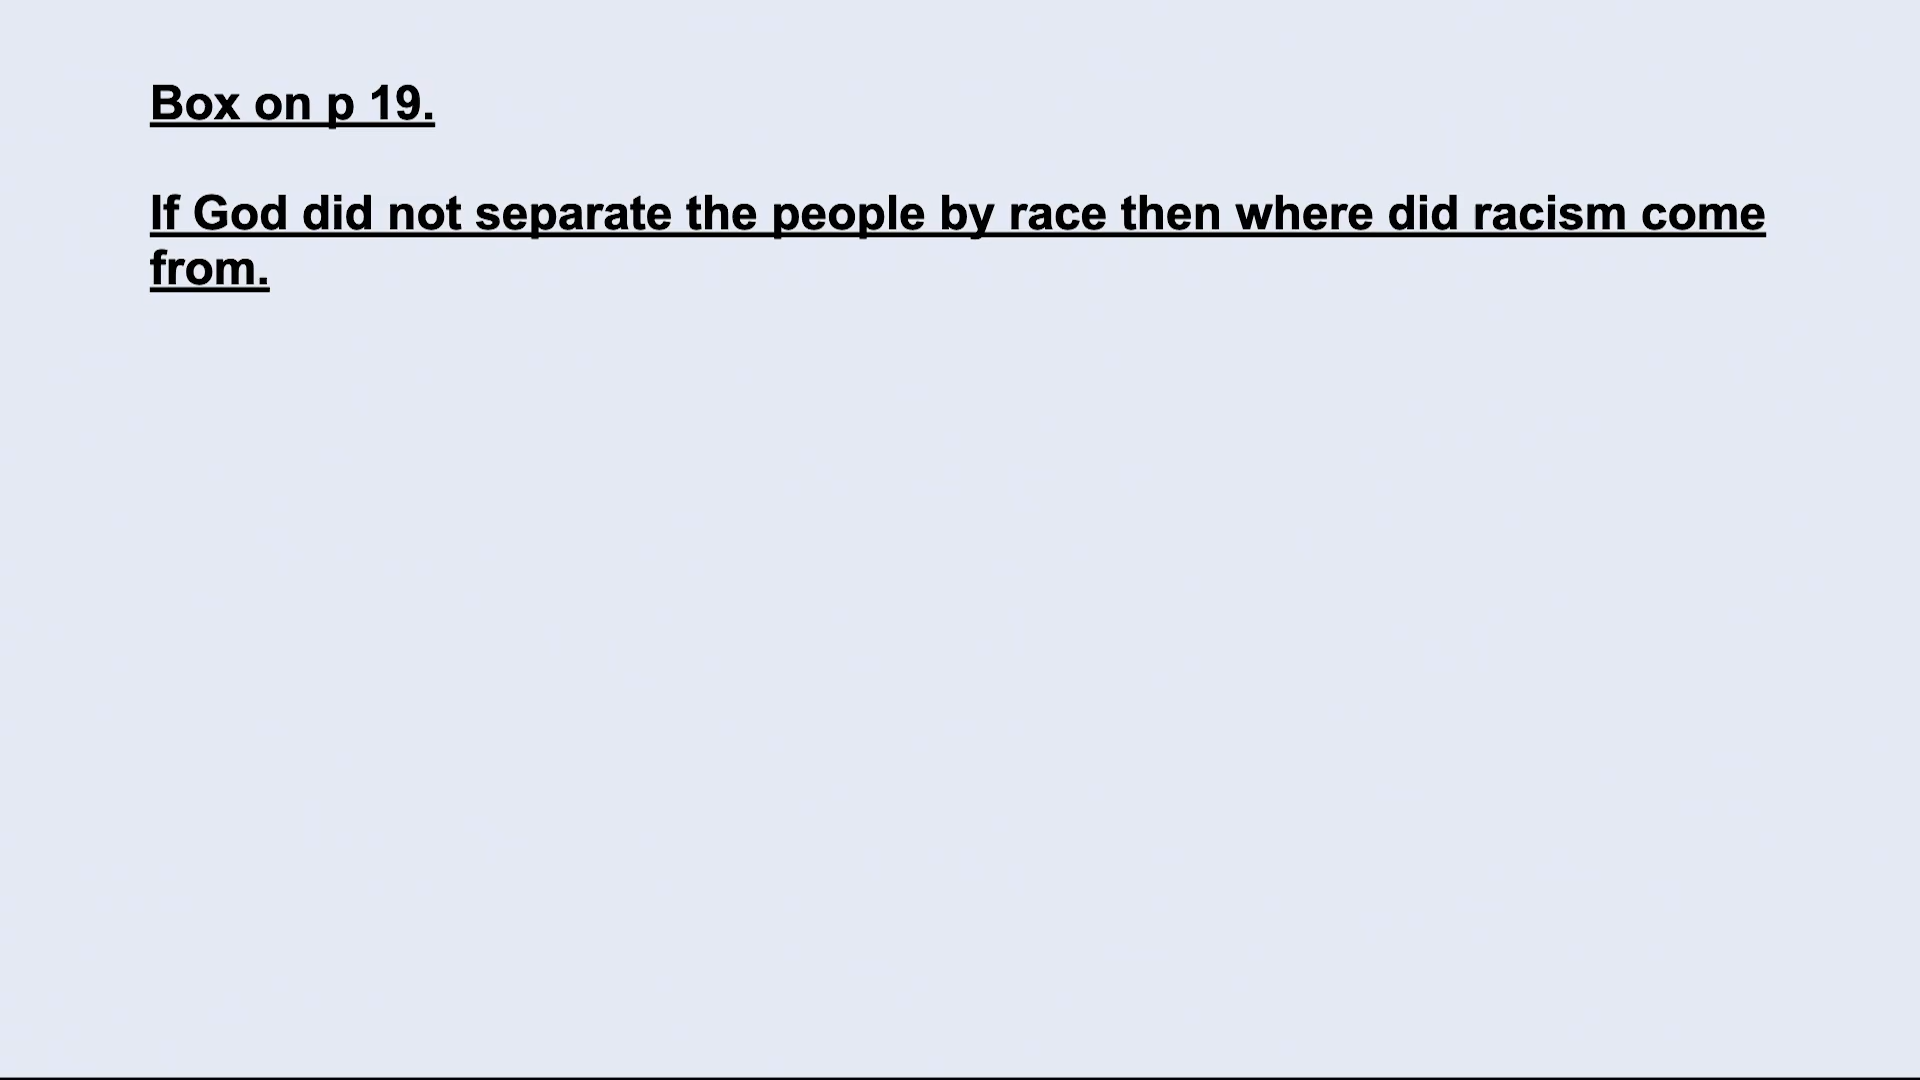 Box on p 19.
If God did not separate the people by race then where did racism come
from.